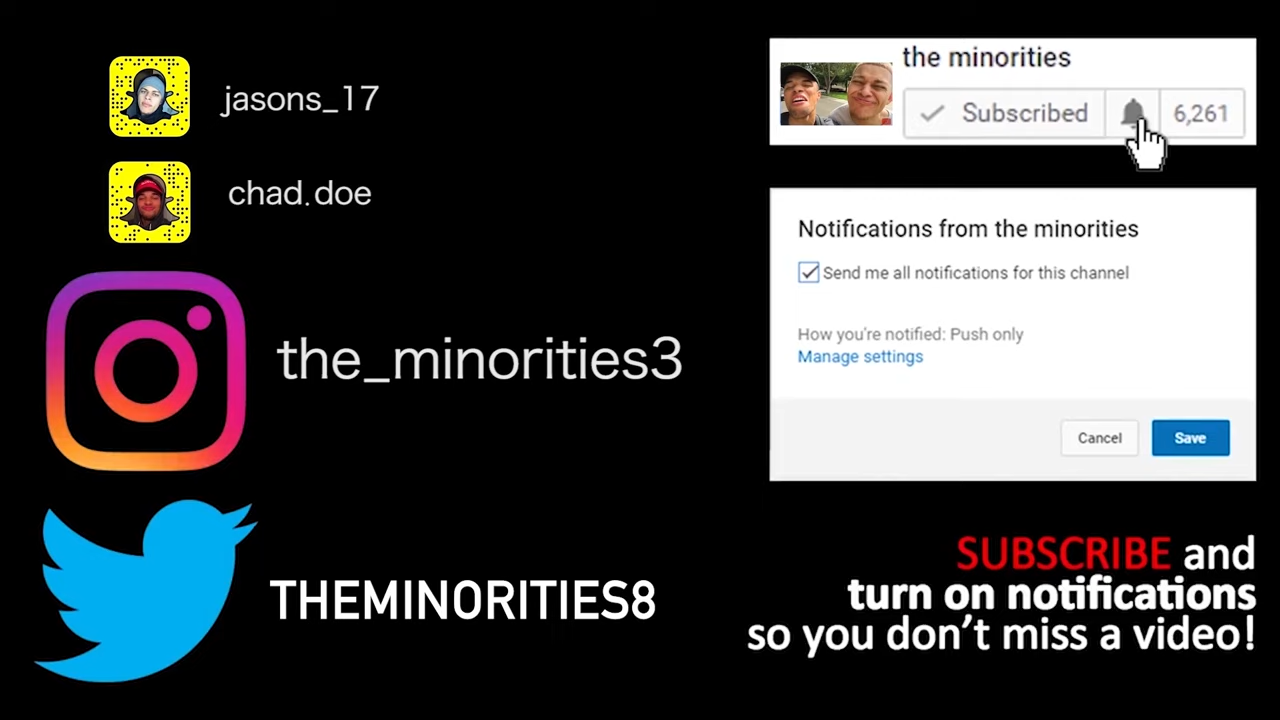 jasons_17
chad.doe
the_minorities3
THEMINORITIES8
the minorities
Subscribed 6,261
Notifications from the minorities
Send me all notifications for this channel
How you're notified: Push only
Manage settings
Cancel Save
SUBSCRIBE and
turn on notifications
so you don't miss a video!